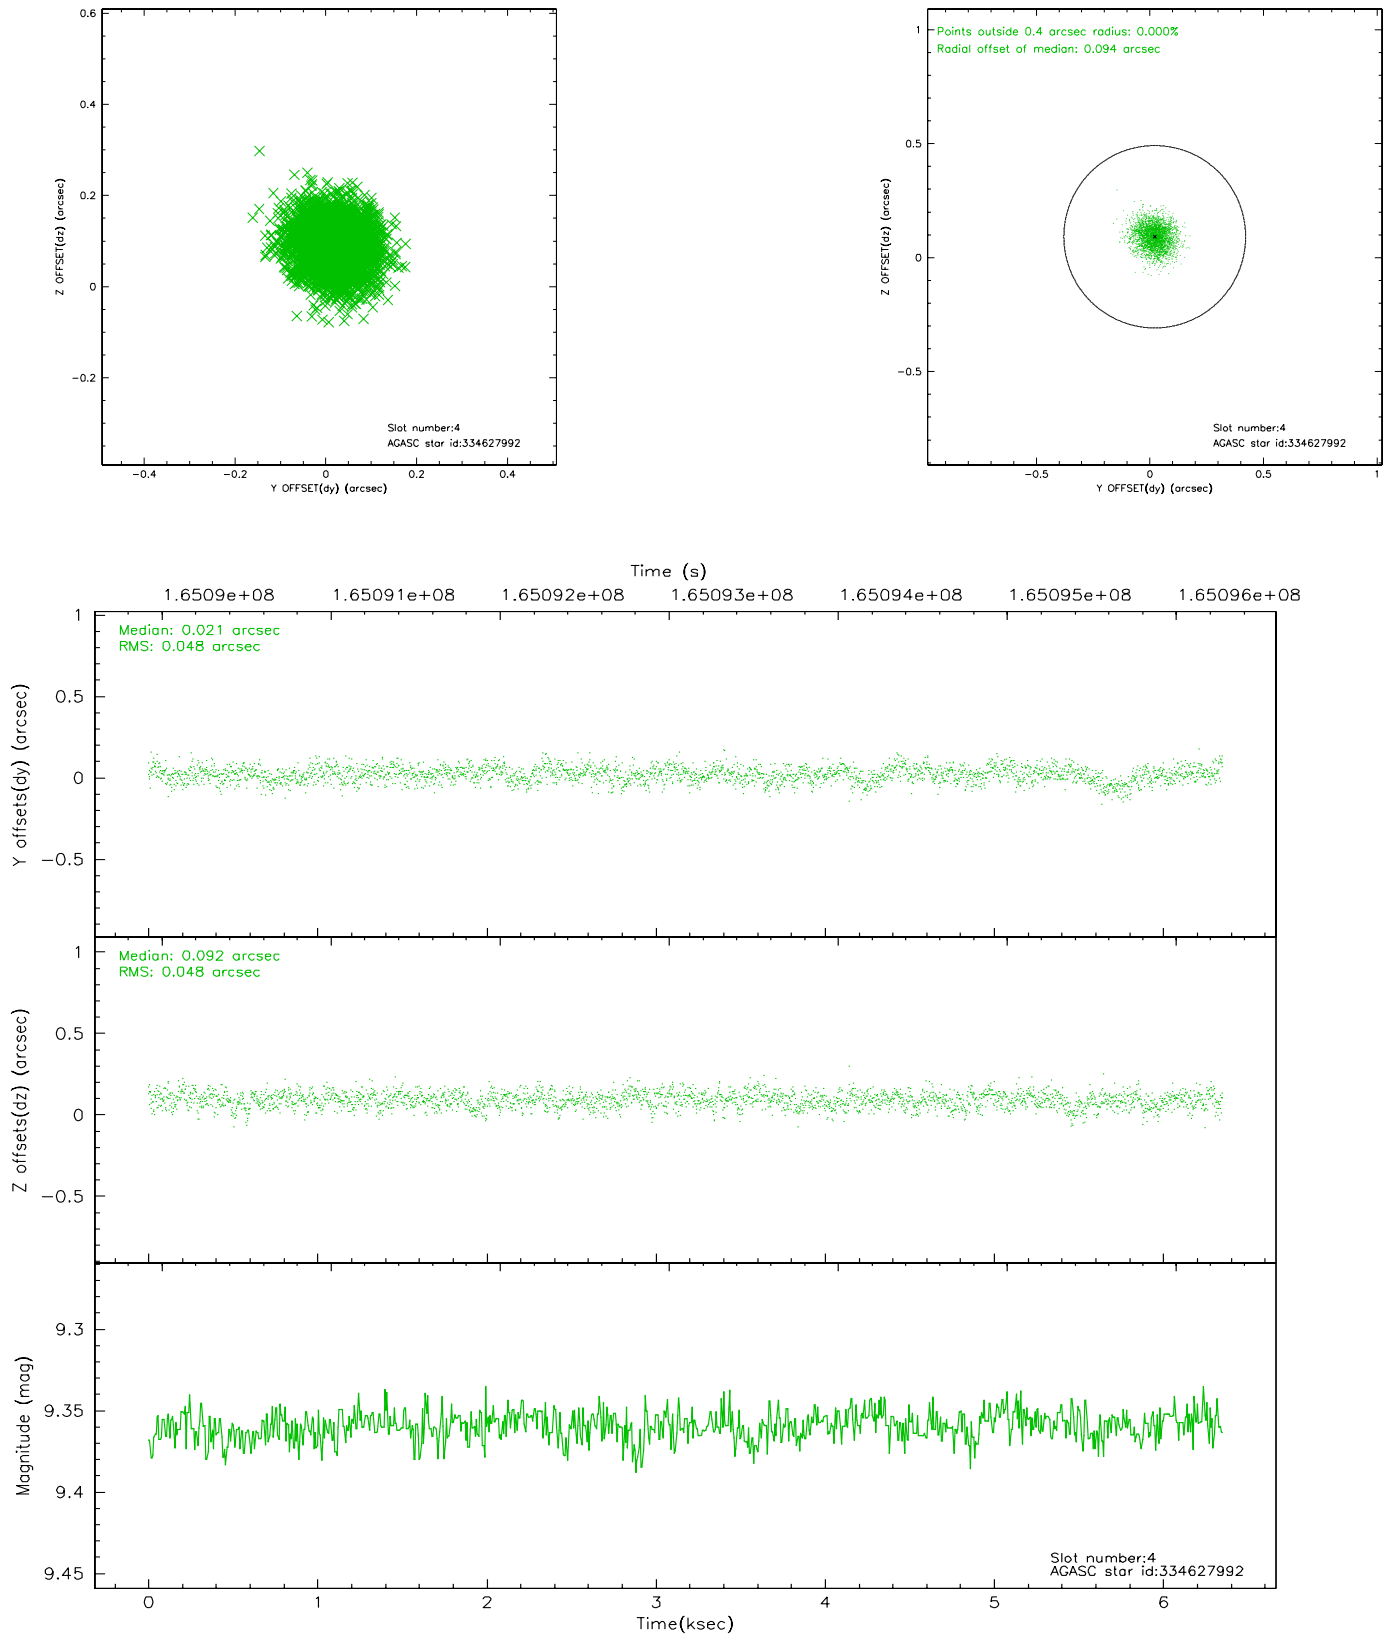 0.6
0.4
0.2
0
−0.2
Z OFFSET(dz) (arcsec)
−0.4
−0.2
0
0.2
0.4
Y OFFSET(dy) (arcsec)
Slot number:4
AGASC star id:334627992
Points outside 0.4 arcsec radius: 0.000%
Radial offset of median: 0.094 arcsec
1
0.5
0
−0.5
Z OFFSET(dz) (arcsec)
−0.5
0
0.5
1
Y OFFSET(dy) (arcsec)
Slot number:4
AGASC star id:334627992
Time (s)
1.6509e+08
1.65091e+08
1.65092e+08
1.65093e+08
1.65094e+08
1.65095e+08
1.65096e+08
Median: 0.021 arcsec
RMS: 0.048 arcsec
1
0.5
0
−0.5
Y offsets(dy) (arcsec)
Median: 0.092 arcsec
RMS: 0.048 arcsec
1
0.5
0
−0.5
Z offsets(dz) (arcsec)
9.3
9.35
9.4
9.45
Magnitude (mag)
Slot number:4
AGASC star id:334627992
0
1
2
3
4
5
6
Time(ksec)